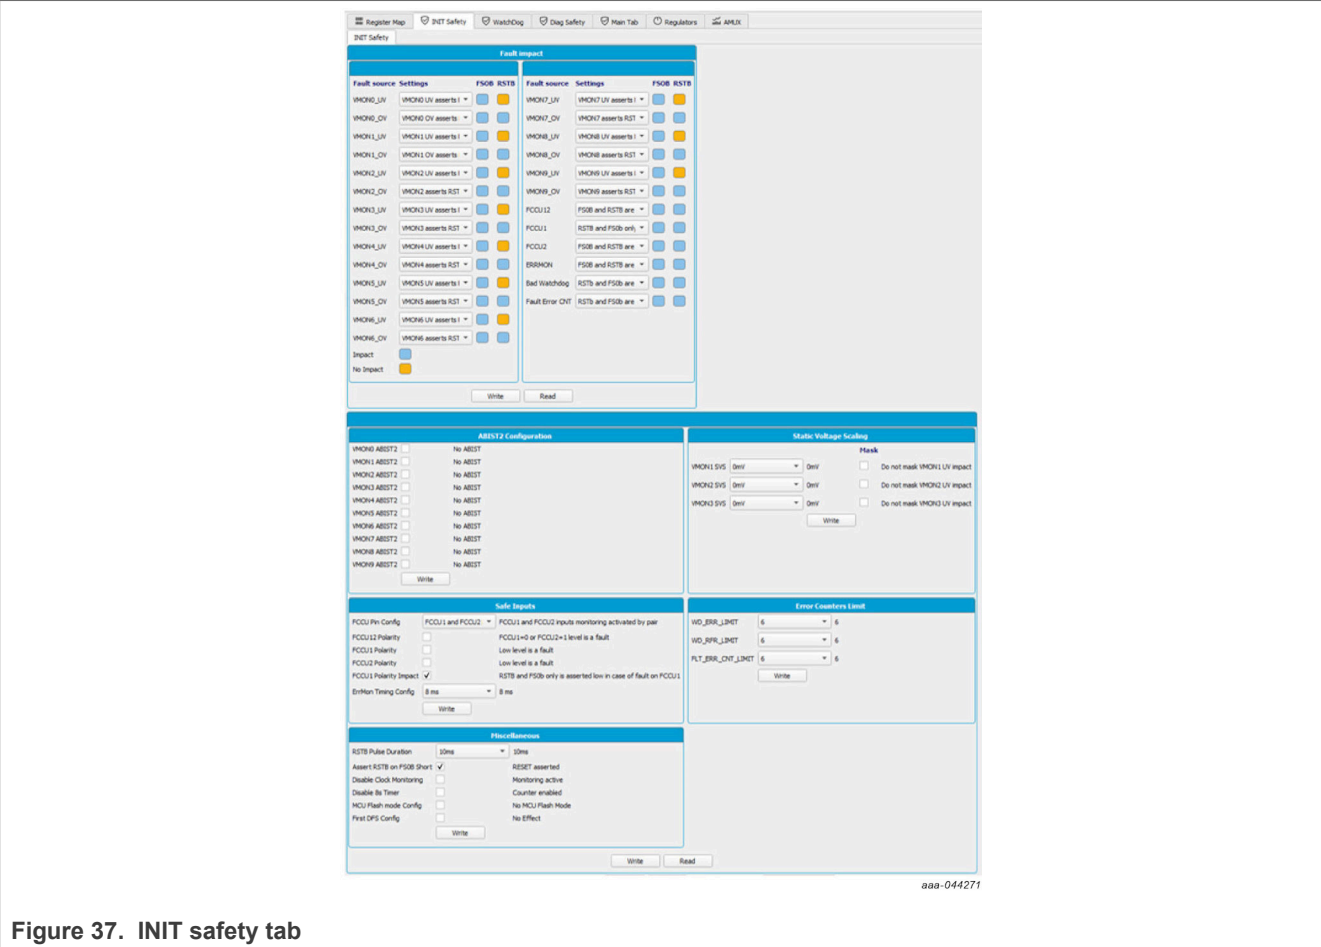 Register Map INIT Safety WatchDog Diag Safety Main Tab Regulators AMUX
INIT Safety
Fault impact
Fault source Settings FS0B RSTB
VMON0_UV VMON0 UV asserts I
VMON0_OV VMON0 OV asserts
VMON1_UV VMON1 UV asserts I
VMON1_OV VMON1 OV asserts
VMON2_UV VMON2 UV asserts I
VMON2_OV VMON2 asserts RST
VMON3_UV VMON3 UV asserts I
VMON3_OV VMON3 asserts RST
VMON4_UV VMON4 UV asserts I
VMON4_OV VMON4 asserts RST
VMON5_UV VMON5 UV asserts I
VMON5_OV VMON5 asserts RST
VMON6_UV VMON6 UV asserts I
VMON6_OV VMON6 asserts RST
Impact
No Impact
Fault source Settings FS0B RSTB
VMON7_UV VMON7 UV asserts I
VMON7_OV VMON7 asserts RST
VMON8_UV VMON8 UV asserts I
VMON8_OV VMON8 asserts RST
VMON9_UV VMON9 UV asserts I
VMON9_OV VMON9 asserts RST
FCCU12 FS0B and RSTB are
FCCU1 RSTB and FS0b only
FCCU2 FS0B and RSTB are
ERRMON FS0B and RSTB are
Bad Watchdog RSTb and FS0b are
Fault Error CNT RSTb and FS0b are
Write Read
ABIST2 Configuration
VMON0 ABIST2 No ABIST
VMON1 ABIST2 No ABIST
VMON2 ABIST2 No ABIST
VMON3 ABIST2 No ABIST
VMON4 ABIST2 No ABIST
VMON5 ABIST2 No ABIST
VMON6 ABIST2 No ABIST
VMON7 ABIST2 No ABIST
VMON8 ABIST2 No ABIST
VMON9 ABIST2 No ABIST
Write
Static Voltage Scaling
Mask
VMON1 SVS 0mV 0mV Do not mask VMON1 UV impact
VMON2 SVS 0mV 0mV Do not mask VMON2 UV impact
VMON3 SVS 0mV 0mV Do not mask VMON3 UV impact
Write
Safe Inputs
FCCU Pin Config FCCU1 and FCCU2 FCCU1 and FCCU2 inputs monitoring activated by pair
FCCU12 Polarity FCCU1=0 or FCCU2=1 level is a fault
FCCU1 Polarity Low level is a fault
FCCU2 Polarity Low level is a fault
FCCU1 Polarity Impact ✓ RSTB and FS0b only is asserted low in case of fault on FCCU1
ErrMon Timing Config 8 ms 8 ms
Write
Error Counters Limit
WD_ERR_LIMIT 6 6
WD_RFR_LIMIT 6 6
FLT_ERR_CNT_LIMIT 6 6
Write
Miscellaneous
RSTB Pulse Duration 10ms 10ms
Assert RSTB on FS0B Short ✓ RESET asserted
Disable Clock Monitoring Monitoring active
Disable 8s Timer Counter enabled
MCU Flash mode Config No MCU Flash Mode
First DFS Config No Effect
Write
Write Read
aaa-044271
Figure 37. INIT safety tab